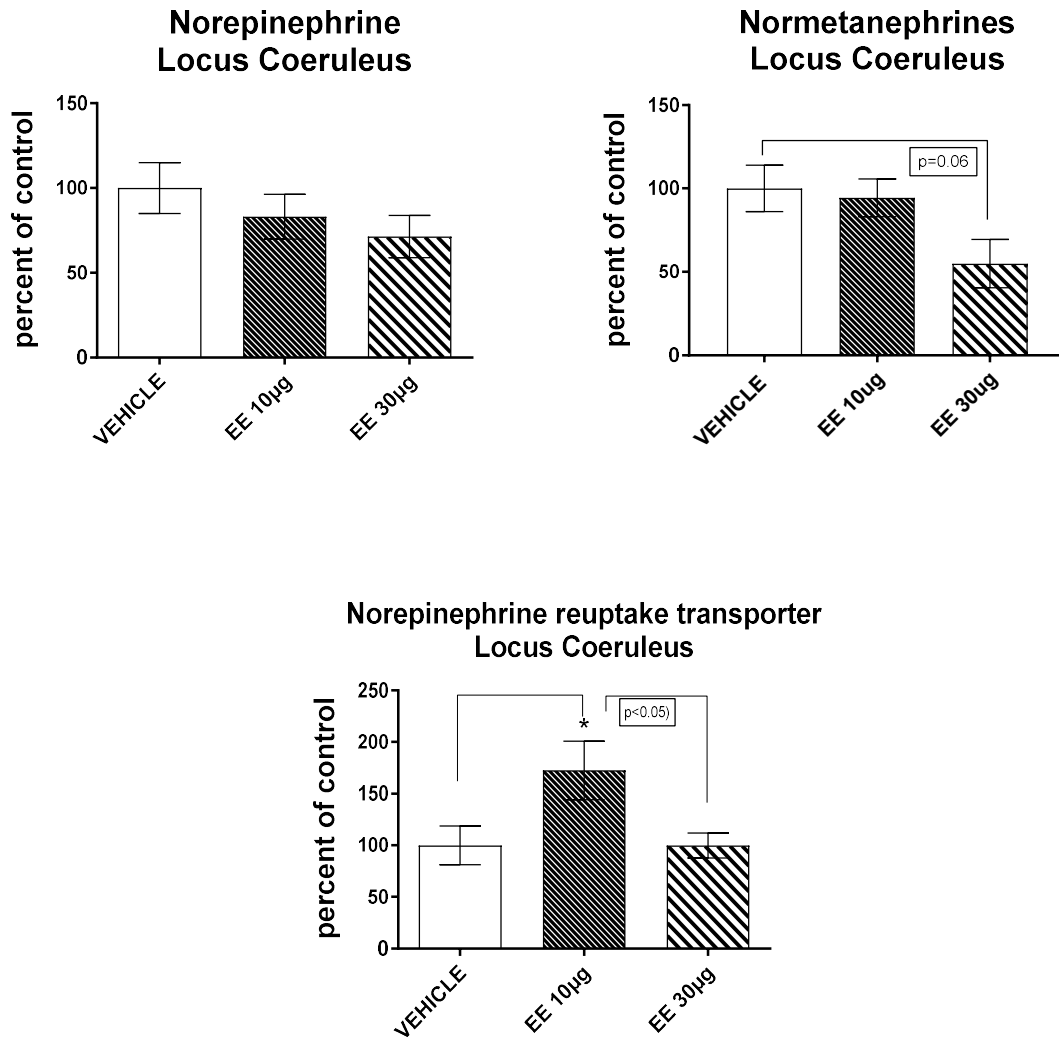 Norepinephrine
Locus Coeruleus
percent of control
150
100
50
0
VEHICLE
EE 10µg
EE 30µg
Normetanephrines
Locus Coeruleus
percent of control
150
100
50
0
p=0.06
VEHICLE
EE 10ug
EE 30ug
Norepinephrine reuptake transporter
Locus Coeruleus
percent of control
250
200
150
100
50
0
p<0.05)
*
VEHICLE
EE 10µg
EE 30µg